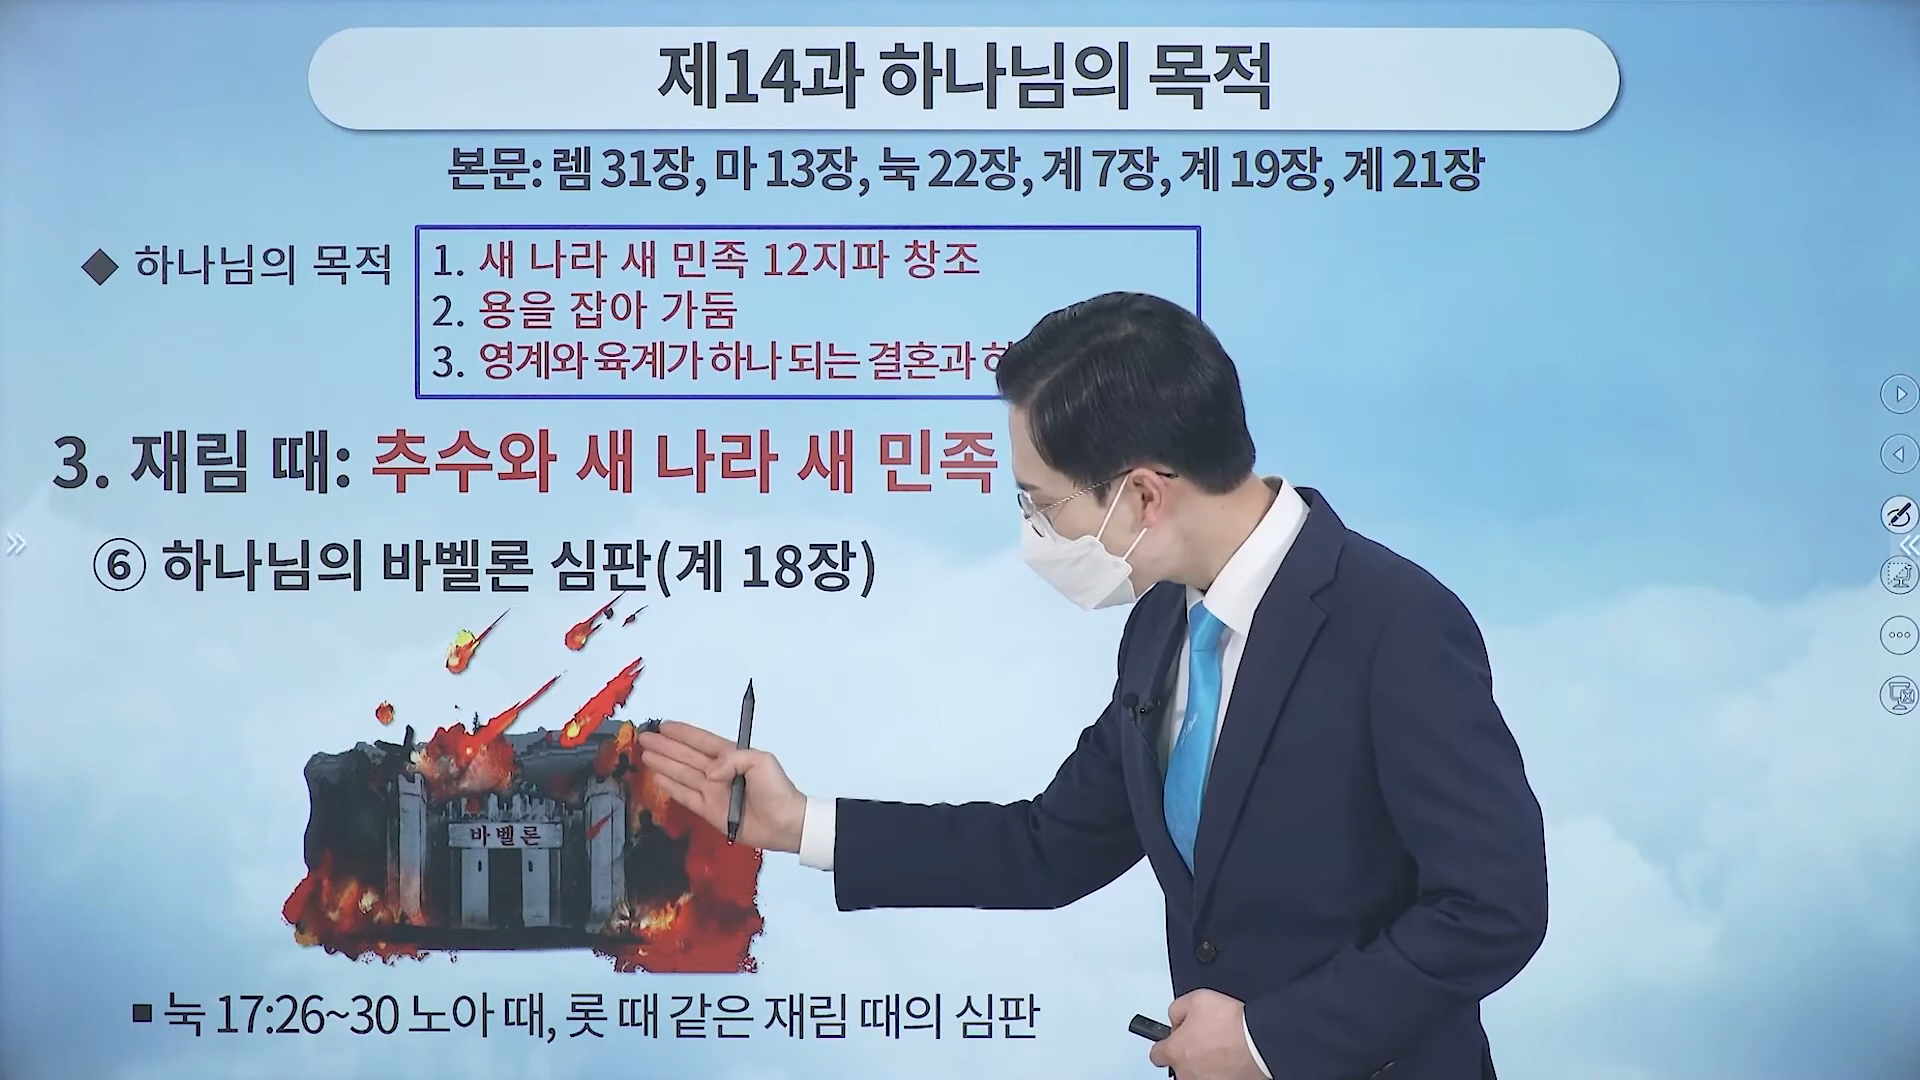 제14과 하나님의 목적
본문: 렘 31장, 마 13장, 눅 22장, 계 7장, 계 19장, 계 21장
◆ 하나님의 목적
1. 새 나라 새 민족 12지파 창조
2. 용을 잡아 가둠
3. 영계와 육계가 하나 되는 결혼과
3. 재림 때: 추수와 새 나라 새 민족
⑥ 하나님의 바벨론 심판(계 18장)
바벨론
■ 눅 17:26~30 노아 때, 롯 때 같은 재림 때의 심판